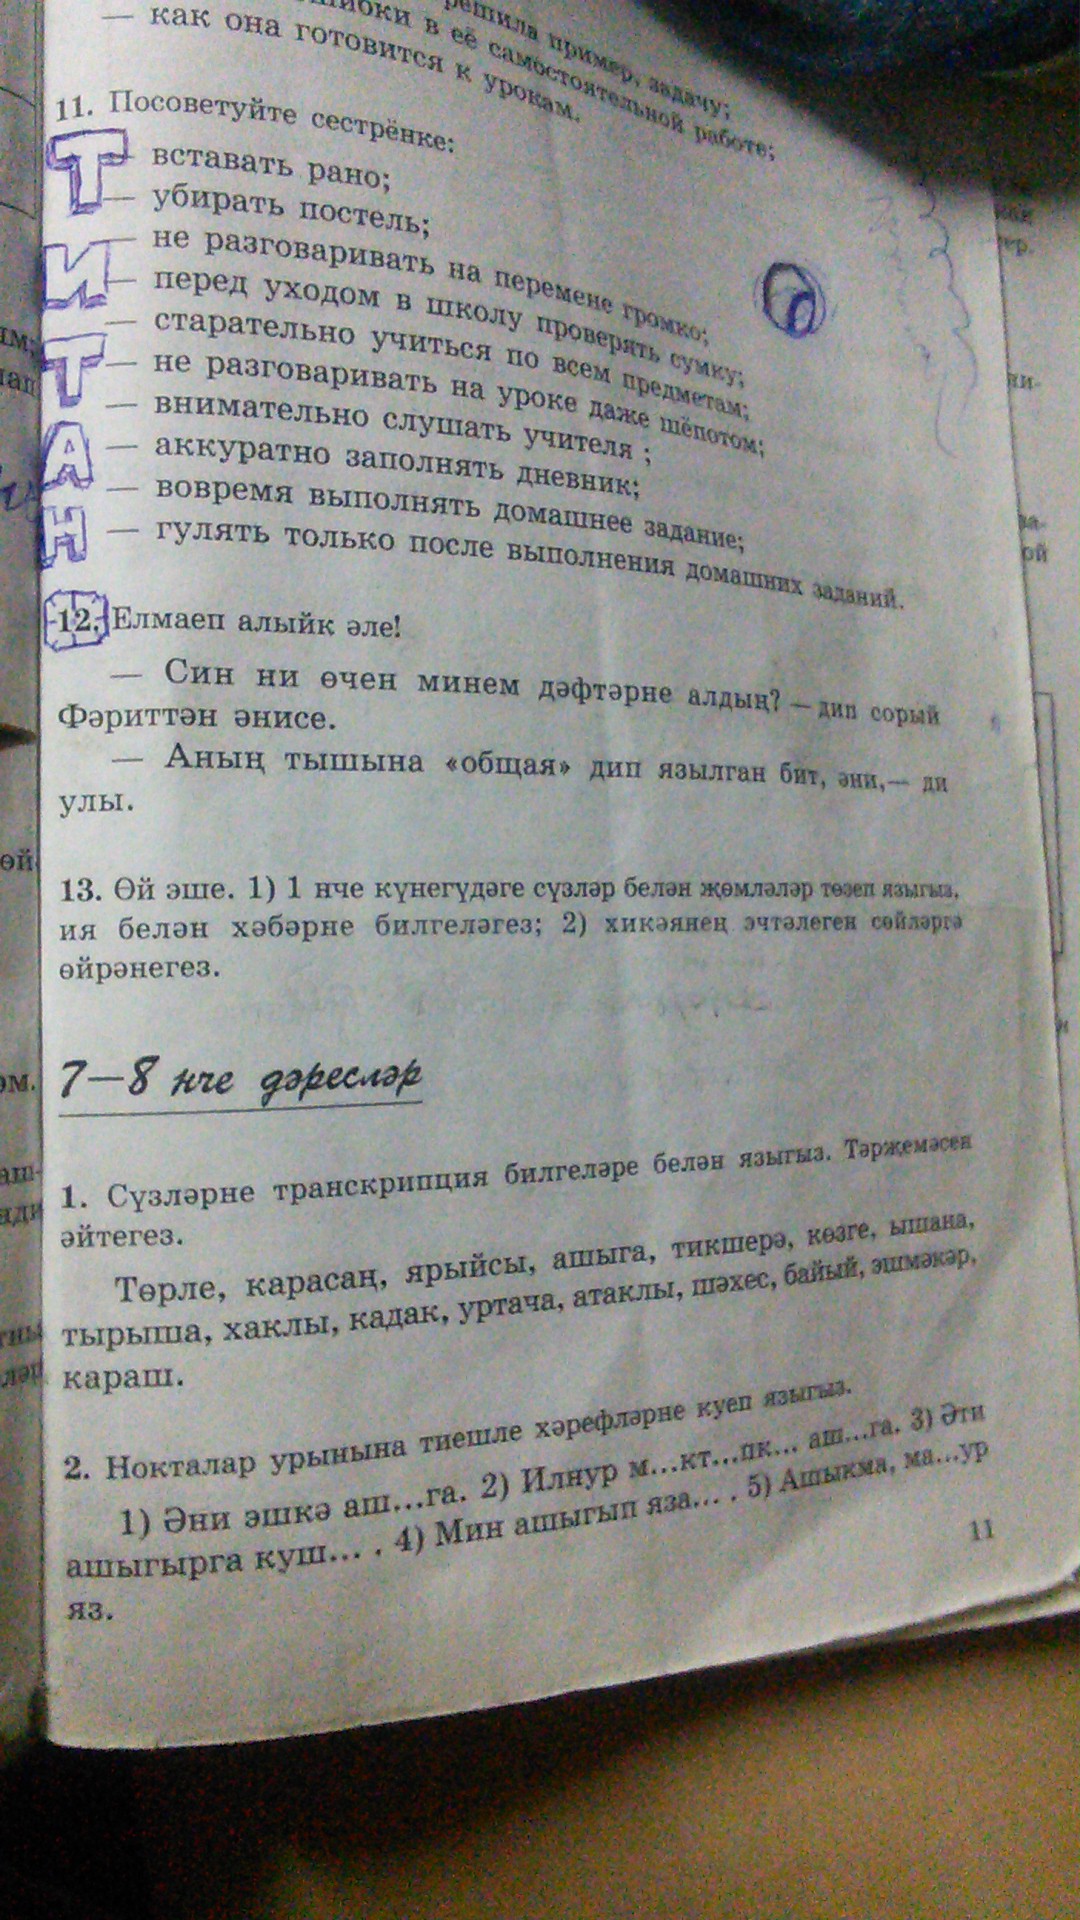 решила пример, задачу;
ошибки в её самостоятельной работе;
— как она готовится к урокам.
11. Посоветуйте сестрёнке:
— вставать рано;
— убирать постель;
— не разговаривать на перемене громко;
— перед уходом в школу проверять сумку;
— старательно учиться по всем предметам;
— не разговаривать на уроке даже шёпотом;
— внимательно слушать учителя ;
— аккуратно заполнять дневник;
— вовремя выполнять домашнее задание;
— гулять только после выполнения домашних заданий.
ТИТАН
12. Елмаеп алыйк әле!
— Син ни өчен минем дәфтәрне алдың? — дип сорый
Фәриттән әнисе.
— Аның тышына «общая» дип язылган бит, әни,— ди
улы.
13. Өй эше. 1) 1 нче күнегүдәге сүзләр белән җөмләләр төзеп языгыз,
ия белән хәбәрне билгеләгез; 2) хикәянең эчтәлеген сөйләргә
өйрәнегез.
7—8 нче дәресләр
1. Сүзләрне транскрипция билгеләре белән языгыз. Тәрҗемәсен
әйтегез.
Төрле, карасаң, ярыйсы, ашыга, тикшерә, көзге, ышана,
тырыша, хаклы, кадак, уртача, атаклы, шәхес, байый, эшмәкәр,
караш.
2. Нокталар урынына тиешле хәрефләрне куеп языгыз.
1) Әни эшкә аш...га. 2) Илнур м...кт...пк... аш...га. 3) Әти
ашыгырга куш... . 4) Мин ашыгып яза... . 5) Ашыкма, ма...ур
яз.
11